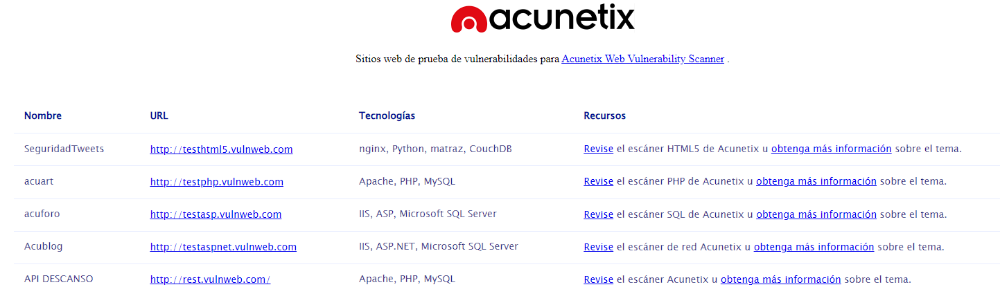 acunetix
Sitios web de prueba de vulnerabilidades para Acunetix Web Vulnerability Scanner .
Nombre URL Tecnologías Recursos
SeguridadTweets http://testhtml5.vulnweb.com nginx, Python, matraz, CouchDB Revise el escáner HTML5 de Acunetix u obtenga más información sobre el tema.
acuart http://testphp.vulnweb.com Apache, PHP, MySQL Revise el escáner PHP de Acunetix u obtenga más información sobre el tema.
acuforo http://testasp.vulnweb.com IIS, ASP, Microsoft SQL Server Revise el escáner SQL de Acunetix u obtenga más información sobre el tema.
Acublog http://testaspnet.vulnweb.com IIS, ASP.NET, Microsoft SQL Server Revise el escáner de red Acunetix u obtenga más información sobre el tema.
API DESCANSO http://rest.vulnweb.com/ Apache, PHP, MySQL Revise el escáner Acunetix u obtenga más información sobre el tema.